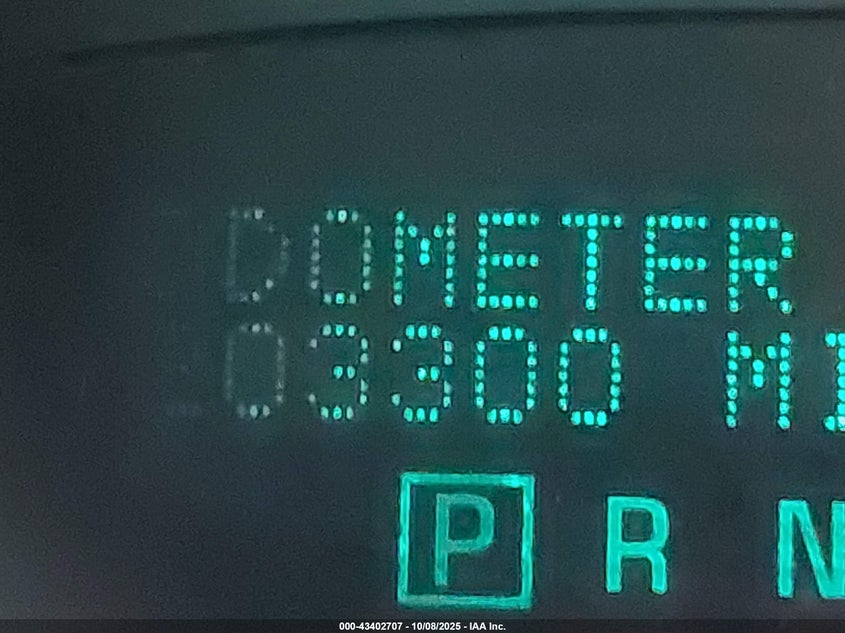 DOMETER
03300 MI
P R N
000-43402707 - 10/08/2025 - IAA Inc.